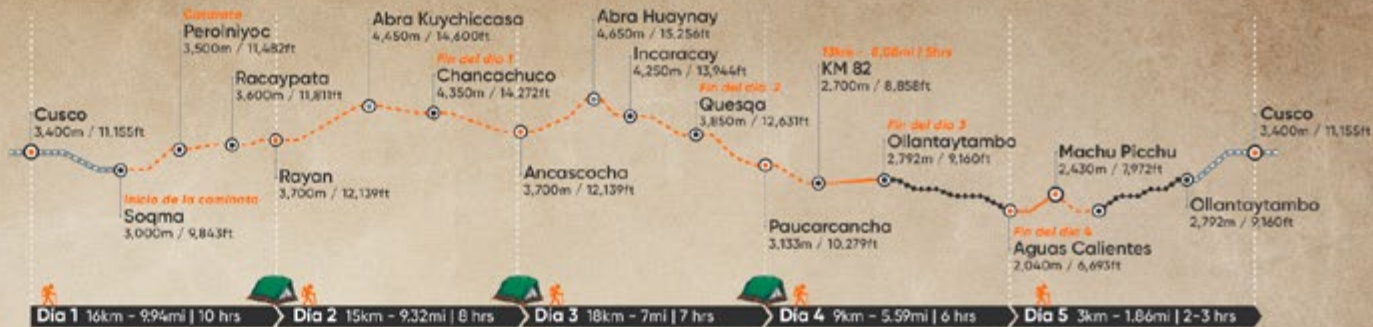 Cusco
3,400m / 11,155ft
Inicio de la caminata
Soqma
3,000m / 9,843ft
Catarata
Perolniyoc
3,500m / 11,482ft
Racaypata
3,600m / 11,811ft
Rayan
3,700m / 12,139ft
Abra Kuychiccasa
4,450m / 14,600ft
Fin del día 1
Chancachuco
4,350m / 14,272ft
Ancascocha
3,700m / 12,139ft
Abra Huaynay
4,650m / 15,256ft
Incaracay
4,250m / 13,944ft
Fin del día 2
Quesqa
3,850m / 12,631ft
Paucarcancha
3,133m / 10,279ft
KM 82
2,700m / 8,858ft
Fin del día 3
Ollantaytambo
2,792m / 9,160ft
Fin del día 4
Aguas Calientes
2,040m / 6,693ft
Machu Picchu
2,430m / 7,972ft
Ollantaytambo
2,792m / 9,160ft
Cusco
3,400m / 11,155ft
Día 1 16km - 9.94mi | 10 hrs
Día 2 15km - 9.32mi | 8 hrs
Día 3 18km - 7mi | 7 hrs
Día 4 9km - 5.59mi | 6 hrs
Día 5 3km - 1.86mi | 2-3 hrs